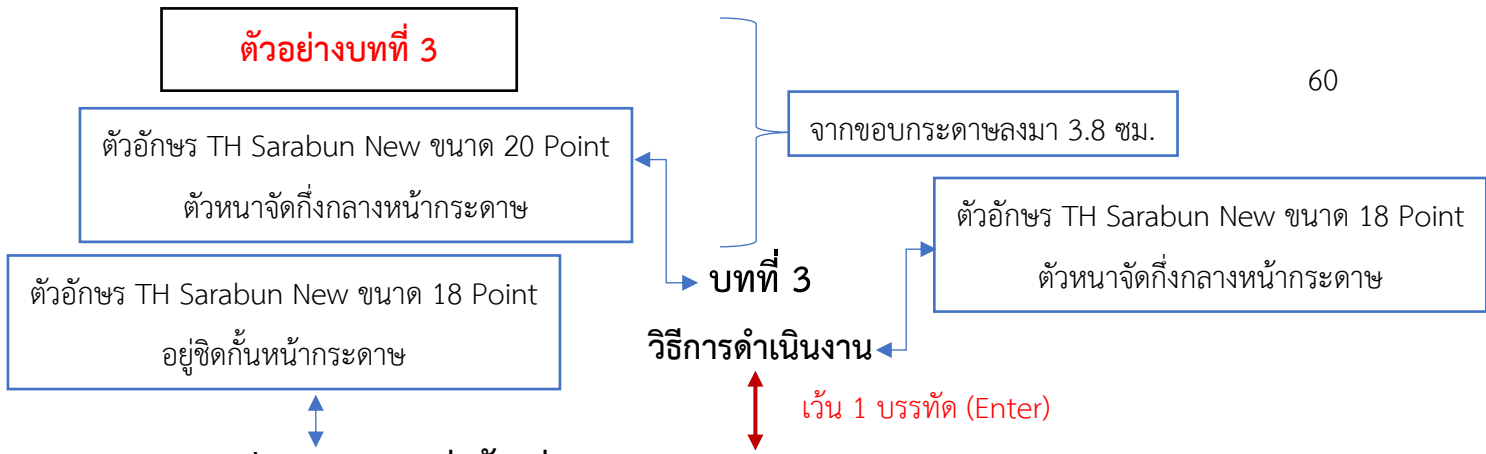 ตัวอย่างบทที่ 3
60
จากขอบกระดาษลงมา 3.8 ซม.
ตัวอักษร TH Sarabun New ขนาด 20 Point
ตัวหนาจัดกึ่งกลางหน้ากระดาษ
ตัวอักษร TH Sarabun New ขนาด 18 Point
ตัวหนาจัดกึ่งกลางหน้ากระดาษ
บทที่ 3
ตัวอักษร TH Sarabun New ขนาด 18 Point
อยู่ชิดกั้นหน้ากระดาษ
วิธีการดำเนินงาน
เว้น 1 บรรทัด (Enter)